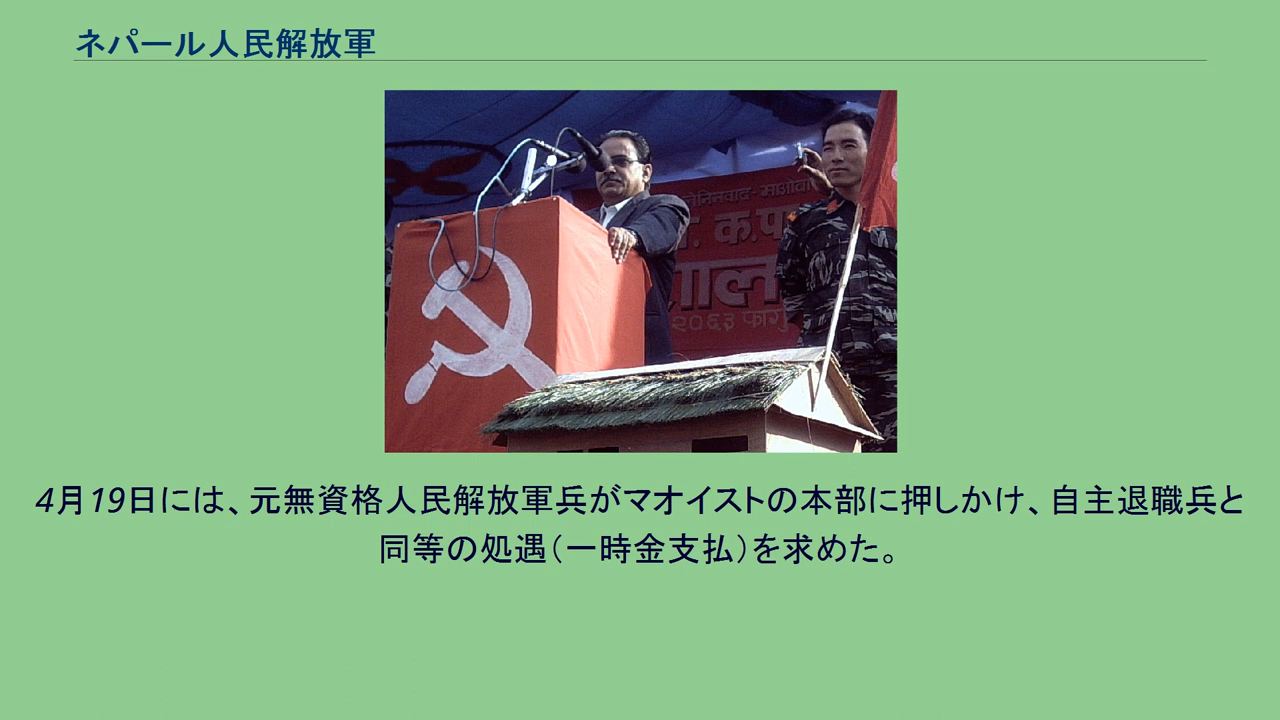 ネパール人民解放軍
क.पा
२०६३ फागु
4月19日には、元無資格人民解放軍兵がマオイストの本部に押しかけ、自主退職兵と
同等の処遇（一時金支払）を求めた。